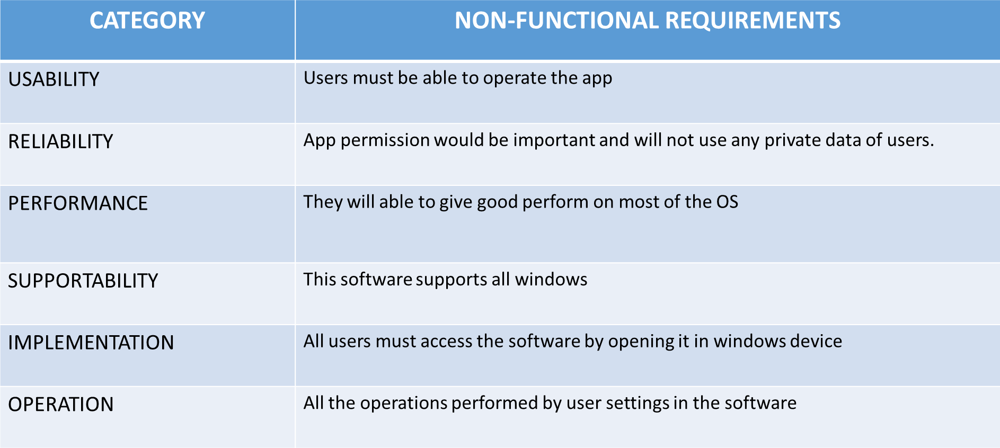 CATEGORY
NON-FUNCTIONAL REQUIREMENTS
USABILITY
Users must be able to operate the app
RELIABILITY
App permission would be important and will not use any private data of users.
PERFORMANCE
They will able to give good perform on most of the OS
SUPPORTABILITY
This software supports all windows
IMPLEMENTATION
All users must access the software by opening it in windows device
OPERATION
All the operations performed by user settings in the software